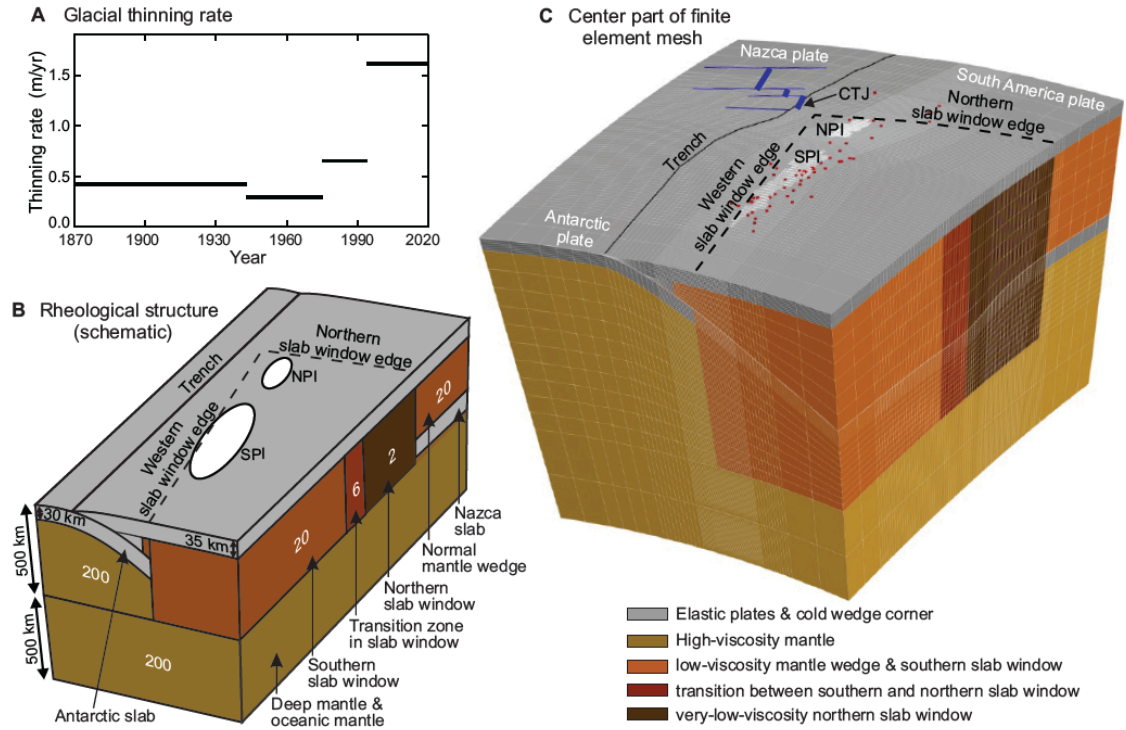 A Glacial thinning rate
Thinning rate (m/yr)
1.5
1.0
0.5
0.0
1870 1900 1930 1960 1990 2020
Year
B Rheological structure
(schematic)
Trench
Northern
slab window edge
NPI
Western
slab window edge
SPI
20
2
6
20
30 km
35 km
500 km
200
500 km
200
Nazca
slab
Normal
mantle wedge
Northern
slab window
Transition zone
in slab window
Southern
slab window
Deep mantle &
oceanic mantle
Antarctic slab
C Center part of finite
element mesh
Nazca plate
South America plate
CTJ
Northern
slab window edge
NPI
SPI
Trench
Western
slab window edge
Antarctic
plate
Elastic plates & cold wedge corner
High-viscosity mantle
low-viscosity mantle wedge & southern slab window
transition between southern and northern slab window
very-low-viscosity northern slab window